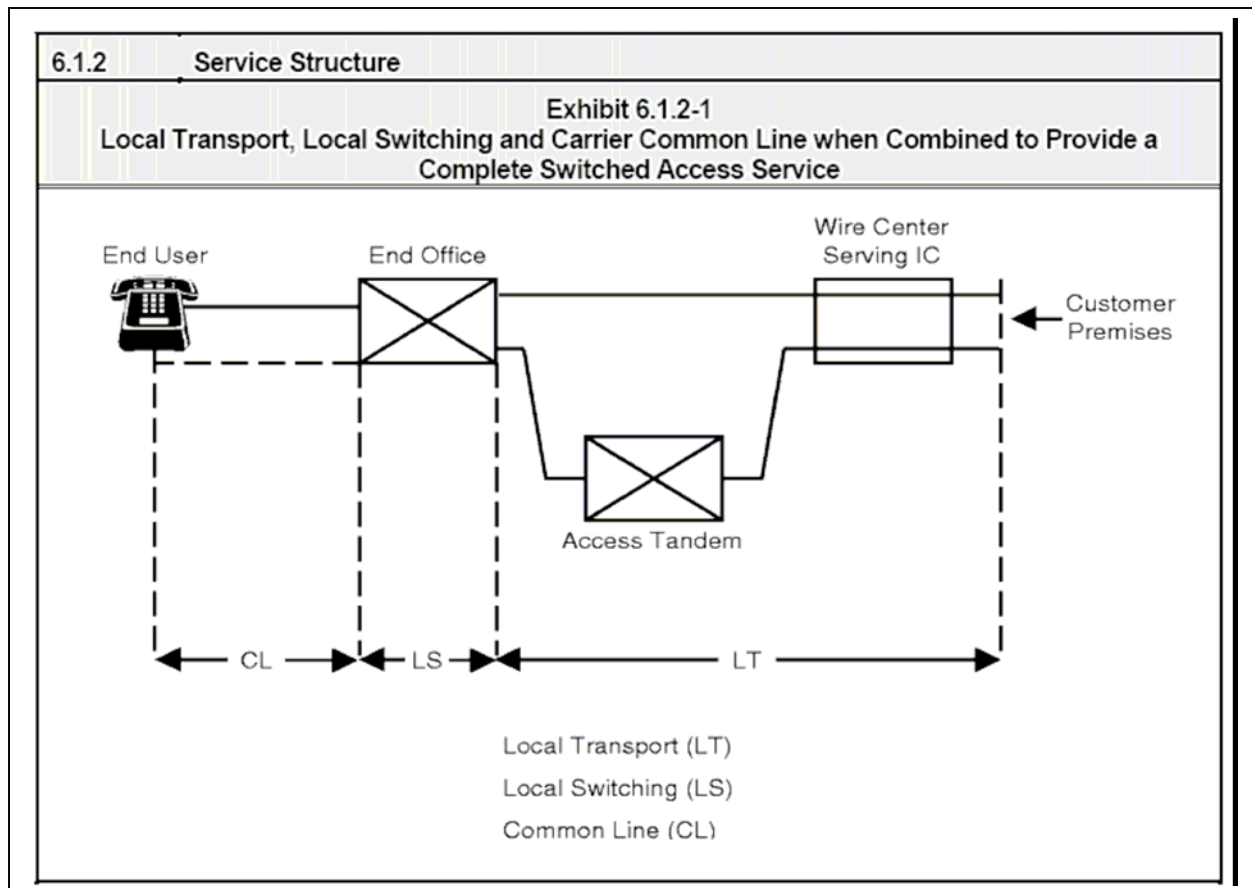 6.1.2 Service Structure
Exhibit 6.1.2-1
Local Transport, Local Switching and Carrier Common Line when Combined to Provide a
Complete Switched Access Service
End User
End Office
Wire Center
Serving IC
Customer
Premises
Access Tandem
CL
LS
LT
Local Transport (LT)
Local Switching (LS)
Common Line (CL)